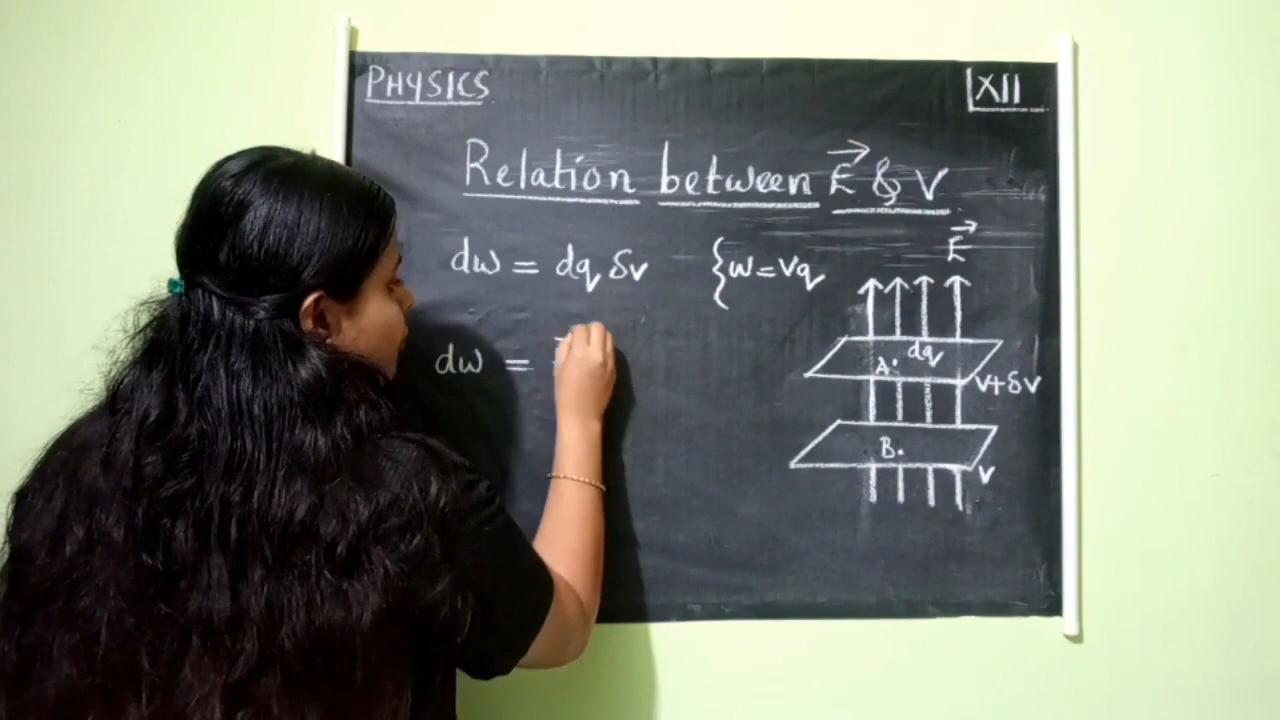 PHYSICS
XII
Relation between E⃗ & V
dw = dq δv {w=vq
dw =
E⃗
dq
A.
V+δV
B.
V